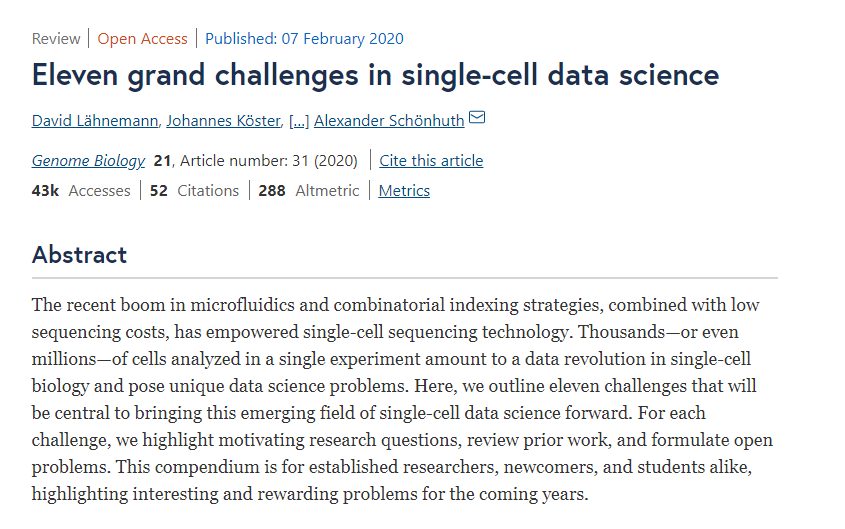 Review | Open Access | Published: 07 February 2020
Eleven grand challenges in single-cell data science
David Lähnemann, Johannes Köster, [...] Alexander Schönhuth
Genome Biology 21, Article number: 31 (2020) | Cite this article
43k Accesses | 52 Citations | 288 Altmetric | Metrics
Abstract
The recent boom in microfluidics and combinatorial indexing strategies, combined with low
sequencing costs, has empowered single-cell sequencing technology. Thousands—or even
millions—of cells analyzed in a single experiment amount to a data revolution in single-cell
biology and pose unique data science problems. Here, we outline eleven challenges that will
be central to bringing this emerging field of single-cell data science forward. For each
challenge, we highlight motivating research questions, review prior work, and formulate open
problems. This compendium is for established researchers, newcomers, and students alike,
highlighting interesting and rewarding problems for the coming years.